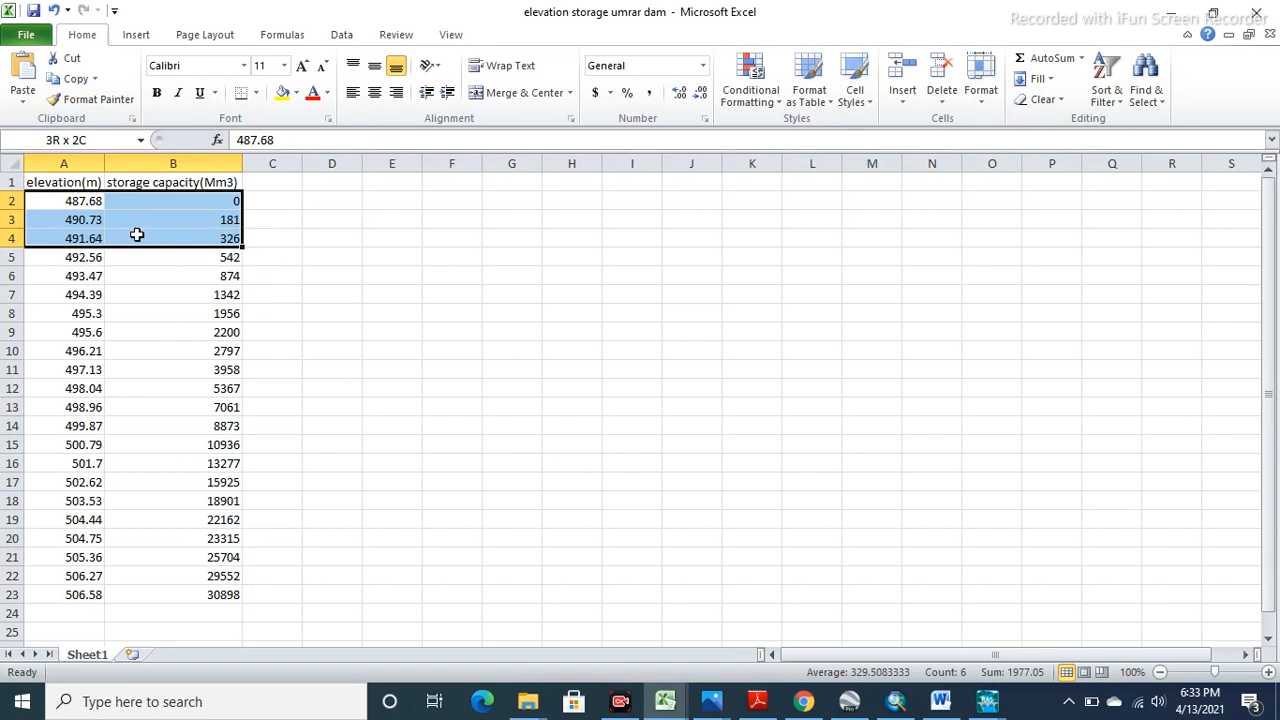 elevation storage umrar dam - Microsoft Excel
Recorded with iFun Screen Recorder
File Home Insert Page Layout Formulas Data Review View
Paste
Cut
Copy
Format Painter
Clipboard
Calibri 11
B I U
Font
Wrap Text
Merge & Center
Alignment
General
$ % ,
Number
Conditional Formatting
Format as Table
Cell Styles
Styles
Insert Delete Format
Cells
Σ AutoSum
Fill
Clear
Sort & Filter
Find & Select
Editing
3R x 2C fx 487.68
A B C D E F G H I J K L M N O P Q R S
1 elevation(m) storage capacity(Mm3)
2 487.68 0
3 490.73 181
4 491.64 326
5 492.56 542
6 493.47 874
7 494.39 1342
8 495.3 1956
9 495.6 2200
10 496.21 2797
11 497.13 3958
12 498.04 5367
13 498.96 7061
14 499.87 8873
15 500.79 10936
16 501.7 13277
17 502.62 15925
18 503.53 18901
19 504.44 22162
20 504.75 23315
21 505.36 25704
22 506.27 29552
23 506.58 30898
24
25
Sheet1
Ready Average: 329.5083333 Count: 6 Sum: 1977.05 100%
Type here to search
6:33 PM
4/13/2021
3